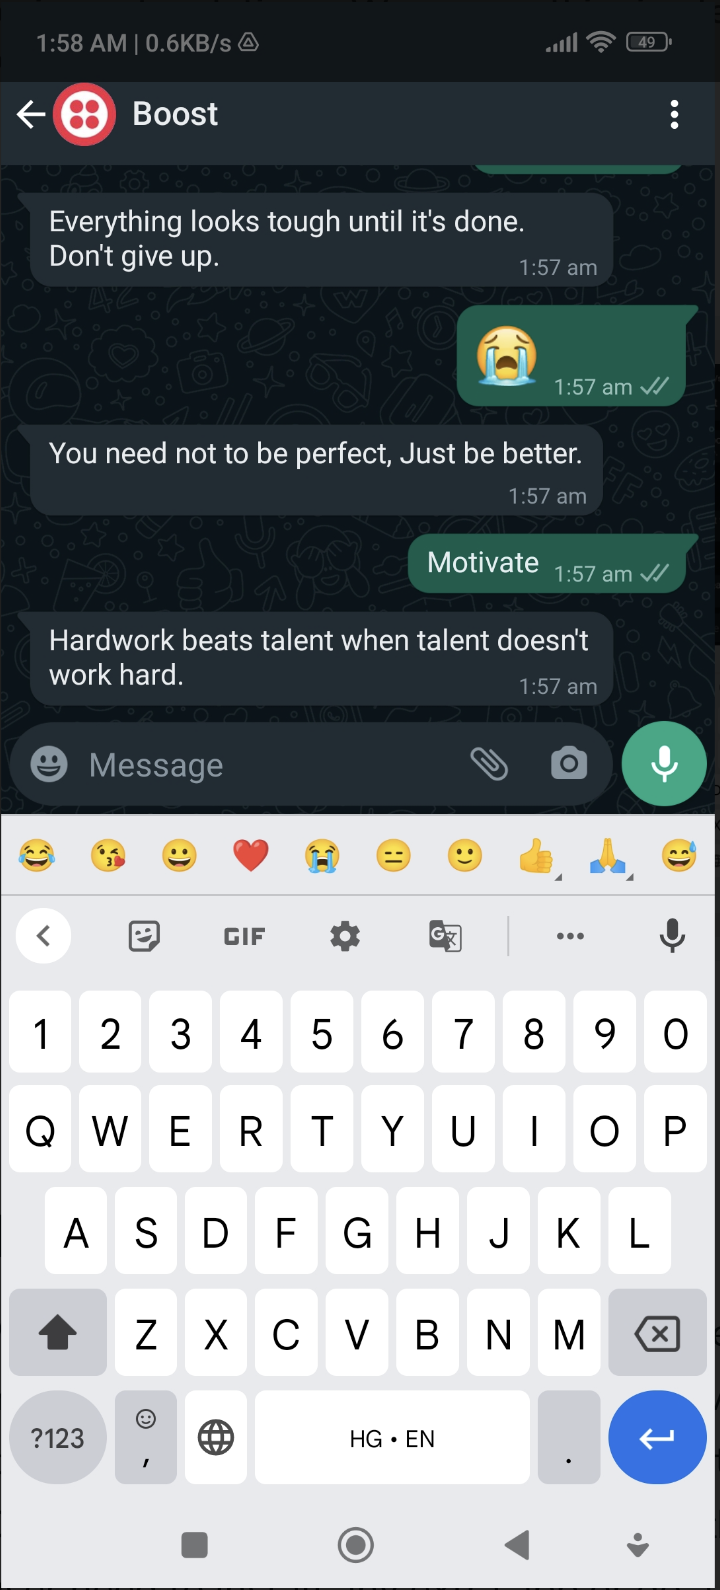 1:58 AM | 0.6KB/s
49
Boost
Everything looks tough until it's done.
Don't give up.
1:57 am
😭
1:57 am
You need not to be perfect, Just be better.
1:57 am
Motivate 1:57 am
Hardwork beats talent when talent doesn't
work hard.
1:57 am
Message
😂 😘 😀 ❤️ 😭 😑 🙂 👍 🙏 😅
GIF G
1 2 3 4 5 6 7 8 9 0
Q W E R T Y U I O P
A S D F G H J K L
Z X C V B N M
?123 , HG • EN .